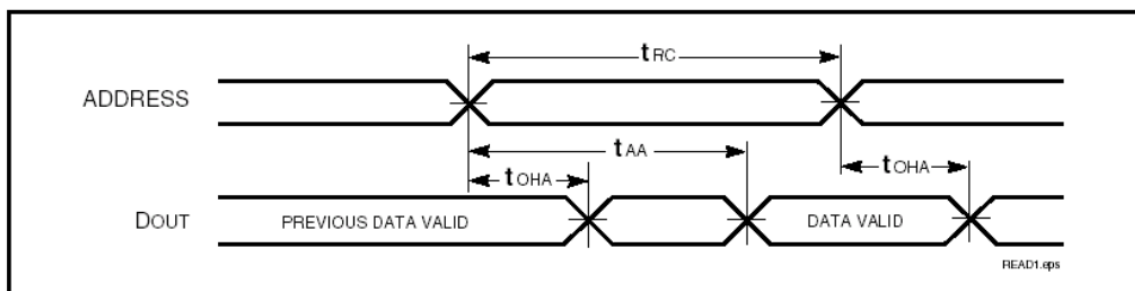 tRC
ADDRESS
tAA
tOHA
tOHA
DOUT
PREVIOUS DATA VALID
DATA VALID
READ1.eps